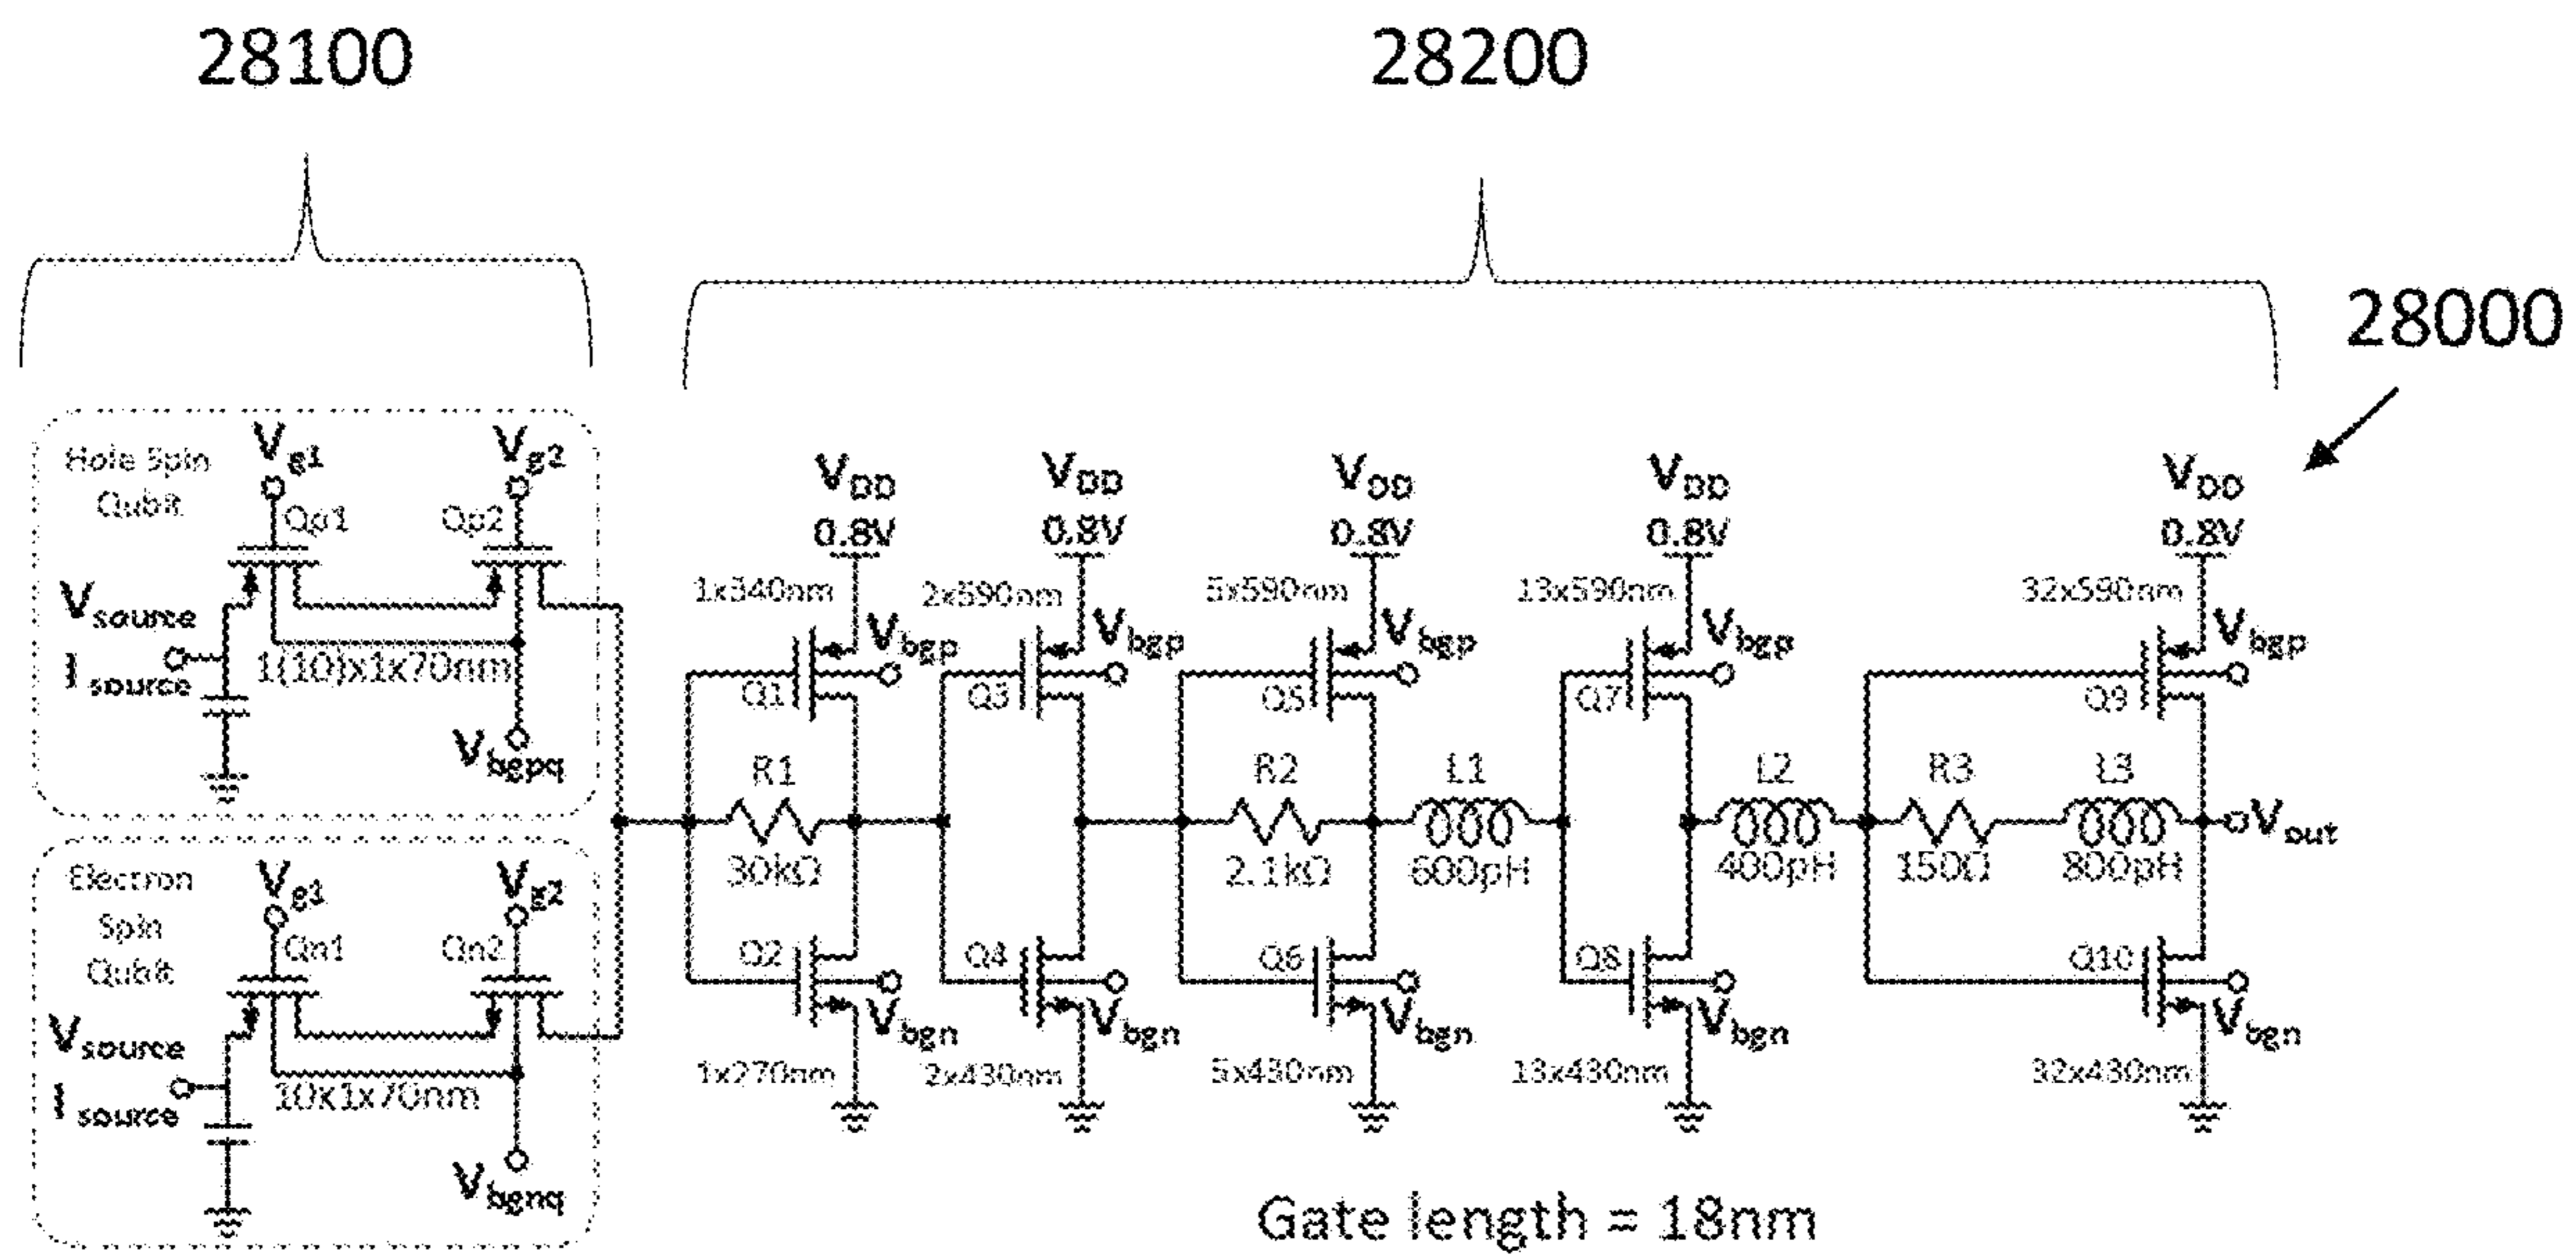 28100
28200
28000
Hole Spin
Qubit
Vg1
Vg2
Qp1
Qp2
Vsource
Isource
1(10)x1x70nm
Vbgpq
Electron
Spin
Qubit
Vg1
Vg2
Qn1
Qn2
Vsource
Isource
10x1x70nm
Vbgnq
VDD
0.8V
1x340nm
Vbgp
Q1
R1
30kΩ
Q2
Vbgn
1x270nm
VDD
0.8V
2x590nm
Vbgp
Q3
Q4
Vbgn
2x430nm
VDD
0.8V
5x590nm
Vbgp
Q5
R2
2.1kΩ
Q6
Vbgn
5x430nm
L1
600pH
VDD
0.8V
13x590nm
Vbgp
Q7
Q8
Vbgn
13x430nm
L2
400pH
VDD
0.8V
32x590nm
Vbgp
Q9
R3
150Ω
L3
800pH
Vout
Q10
Vbgn
32x430nm
Gate length = 18nm